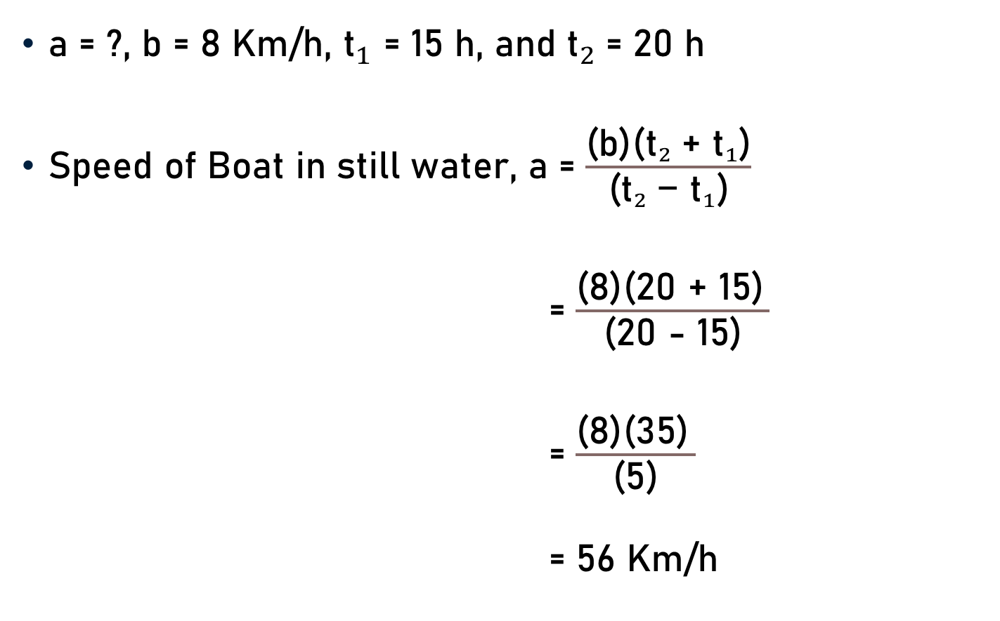 • a = ?, b = 8 Km/h, t₁ = 15 h, and t₂ = 20 h
• Speed of Boat in still water, a = (b)(t₂ + t₁) / (t₂ − t₁)
= (8)(20 + 15) / (20 - 15)
= (8)(35) / (5)
= 56 Km/h